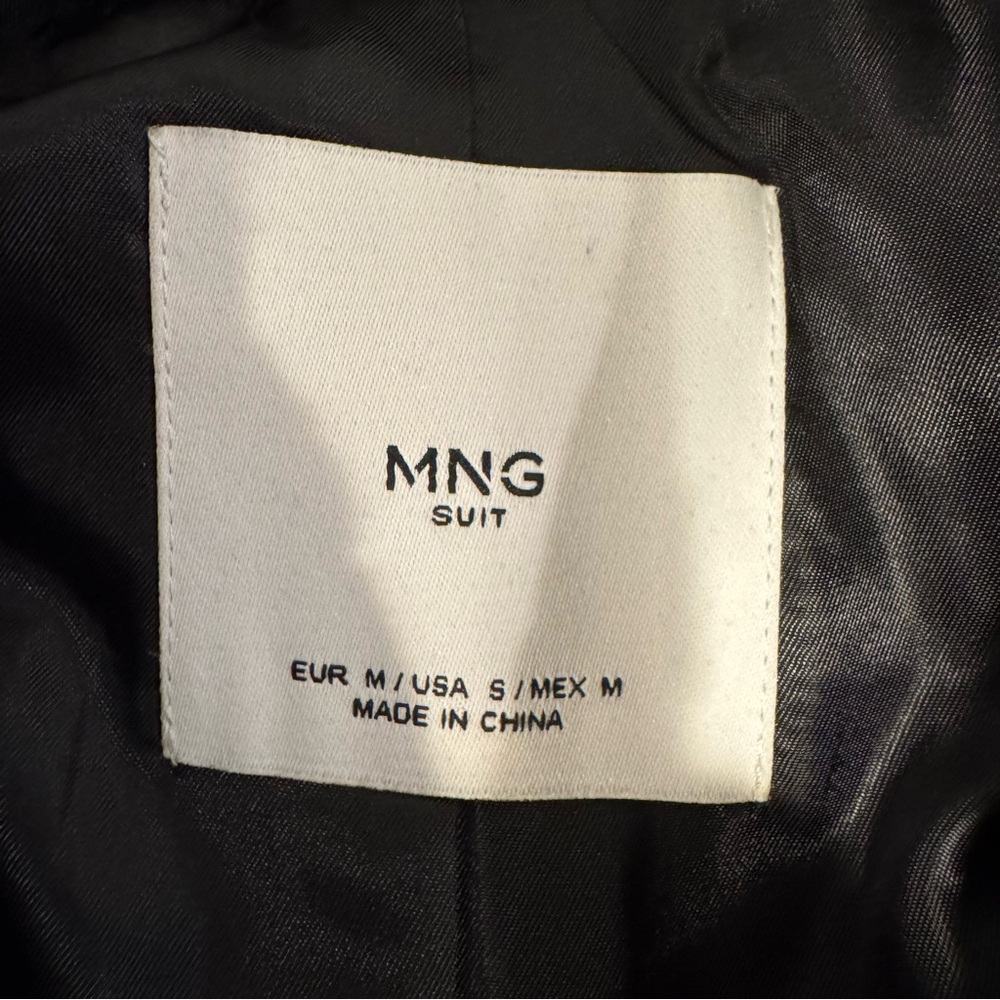 MNG
SUIT
EUR M / USA S / MEX M
MADE IN CHINA